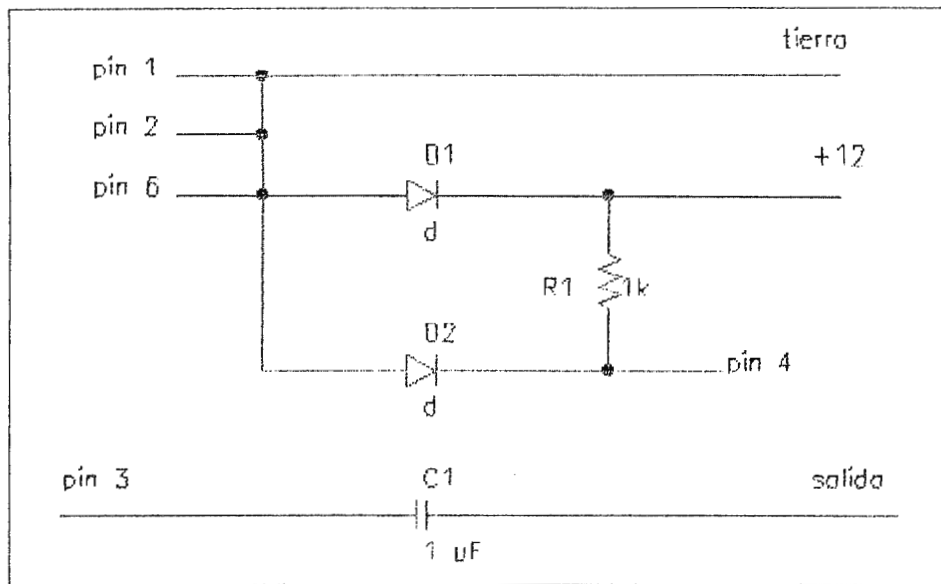 tierra
pin 1
pin 2
D1
+12
pin 6
d
R1 1k
D2
pin 4
d
pin 3
C1
salida
1 uF